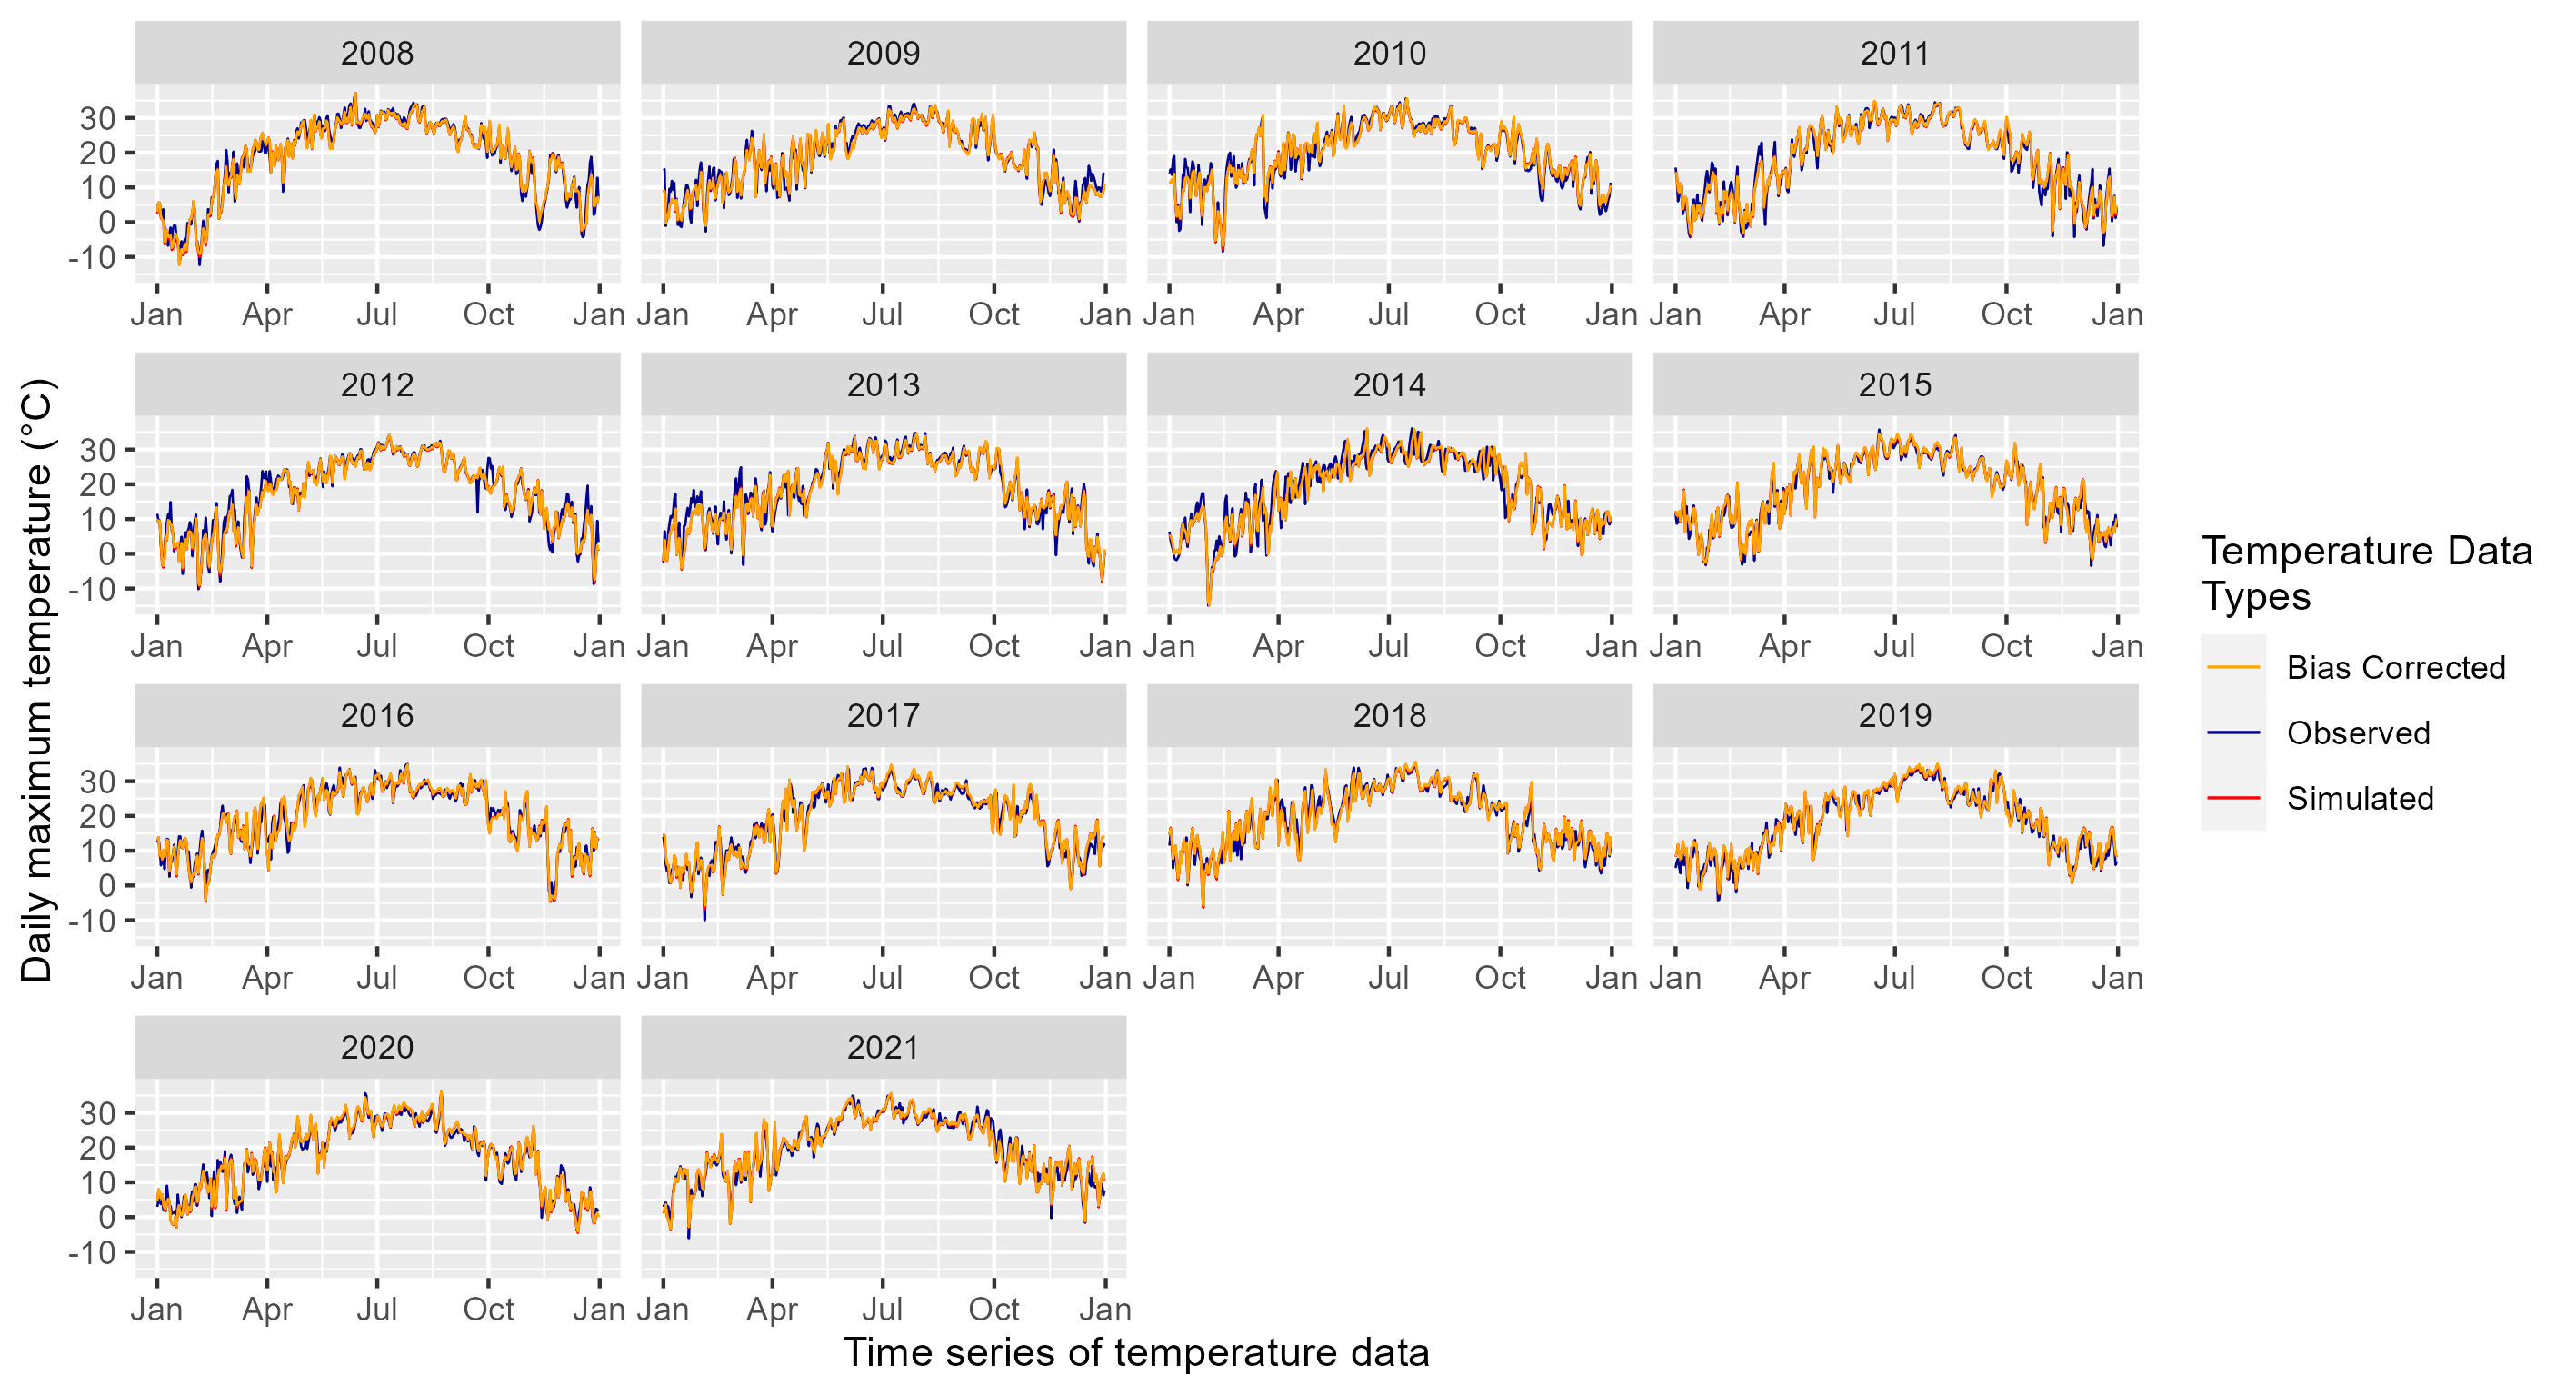 2008 2009 2010 2011
30
20
10
0
-10
Jan Apr Jul Oct Jan Jan Apr Jul Oct Jan Jan Apr Jul Oct Jan Jan Apr Jul Oct Jan
2012 2013 2014 2015
30
20
10
0
-10
Jan Apr Jul Oct Jan Jan Apr Jul Oct Jan Jan Apr Jul Oct Jan Jan Apr Jul Oct Jan
2016 2017 2018 2019
30
20
10
0
-10
Jan Apr Jul Oct Jan Jan Apr Jul Oct Jan Jan Apr Jul Oct Jan Jan Apr Jul Oct Jan
2020 2021
30
20
10
0
-10
Jan Apr Jul Oct Jan Jan Apr Jul Oct Jan
Daily maximum temperature (°C)
Time series of temperature data
Temperature Data
Types
Bias Corrected
Observed
Simulated